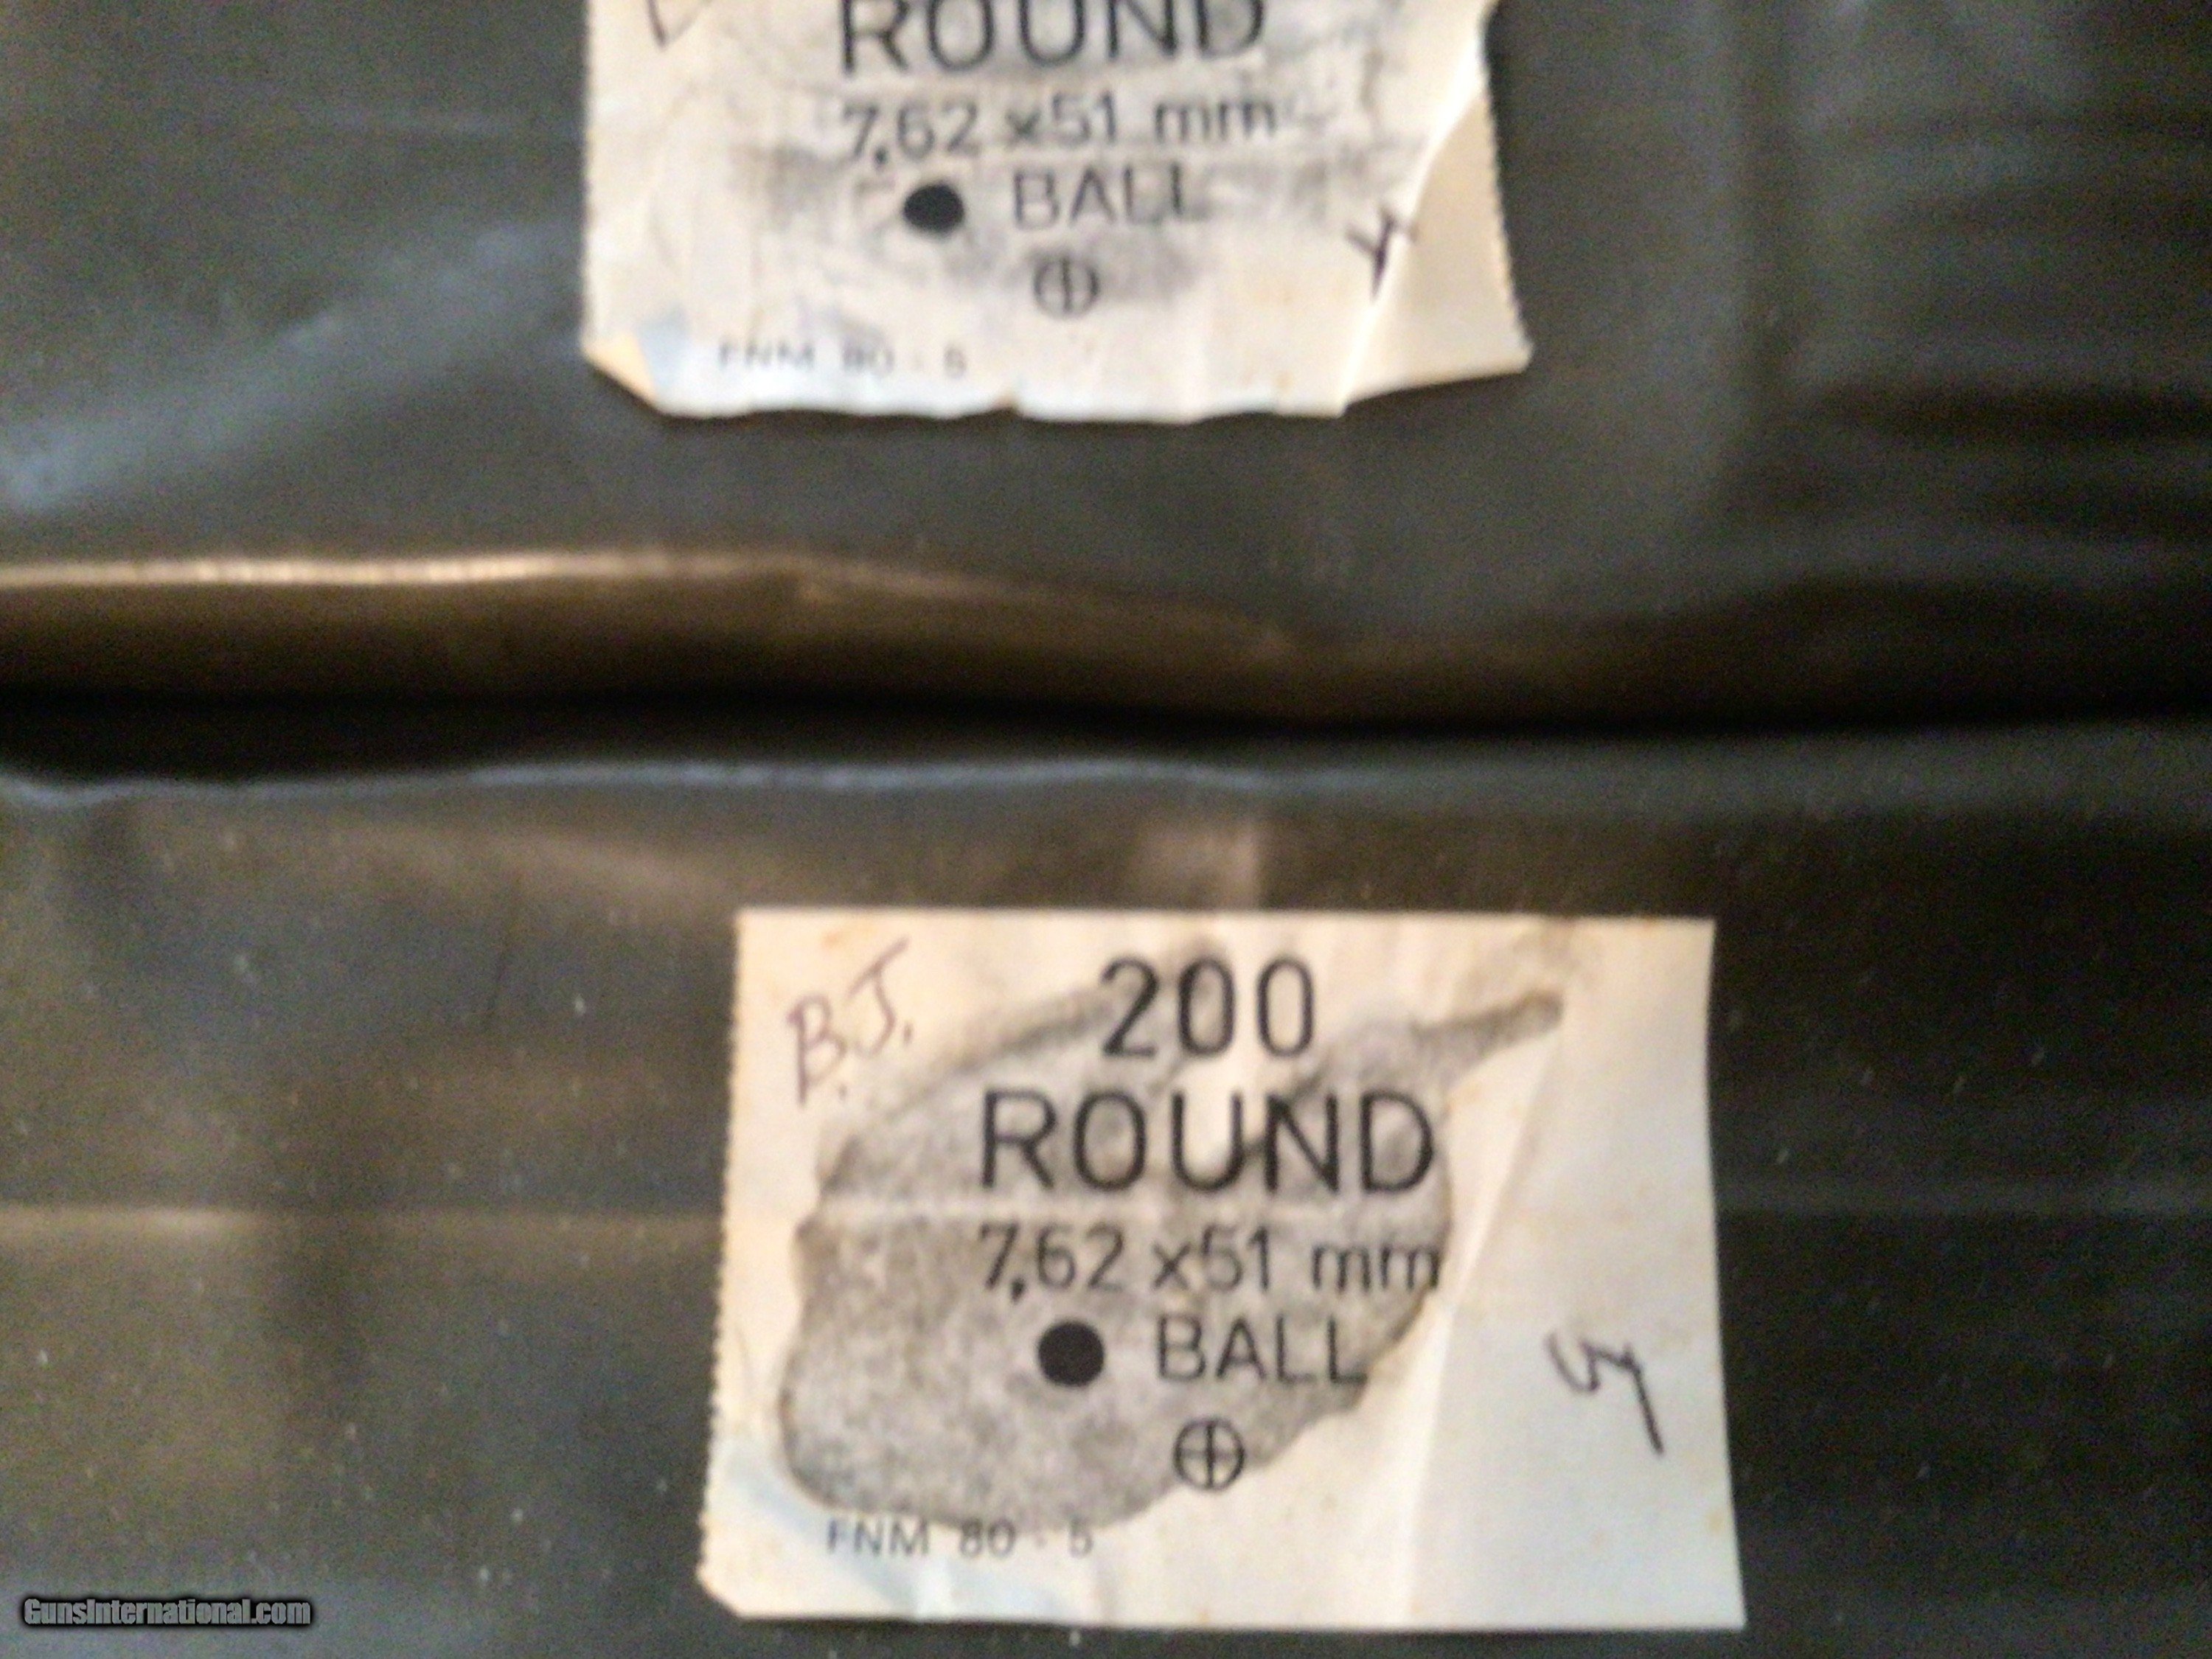 ROUND
7,62 x51 mm
● BALL
⊕
FNM 80 - 5
B.J.
200
ROUND
7,62 x51 mm
● BALL
⊕
FNM 80 - 5
GunsInternational.com